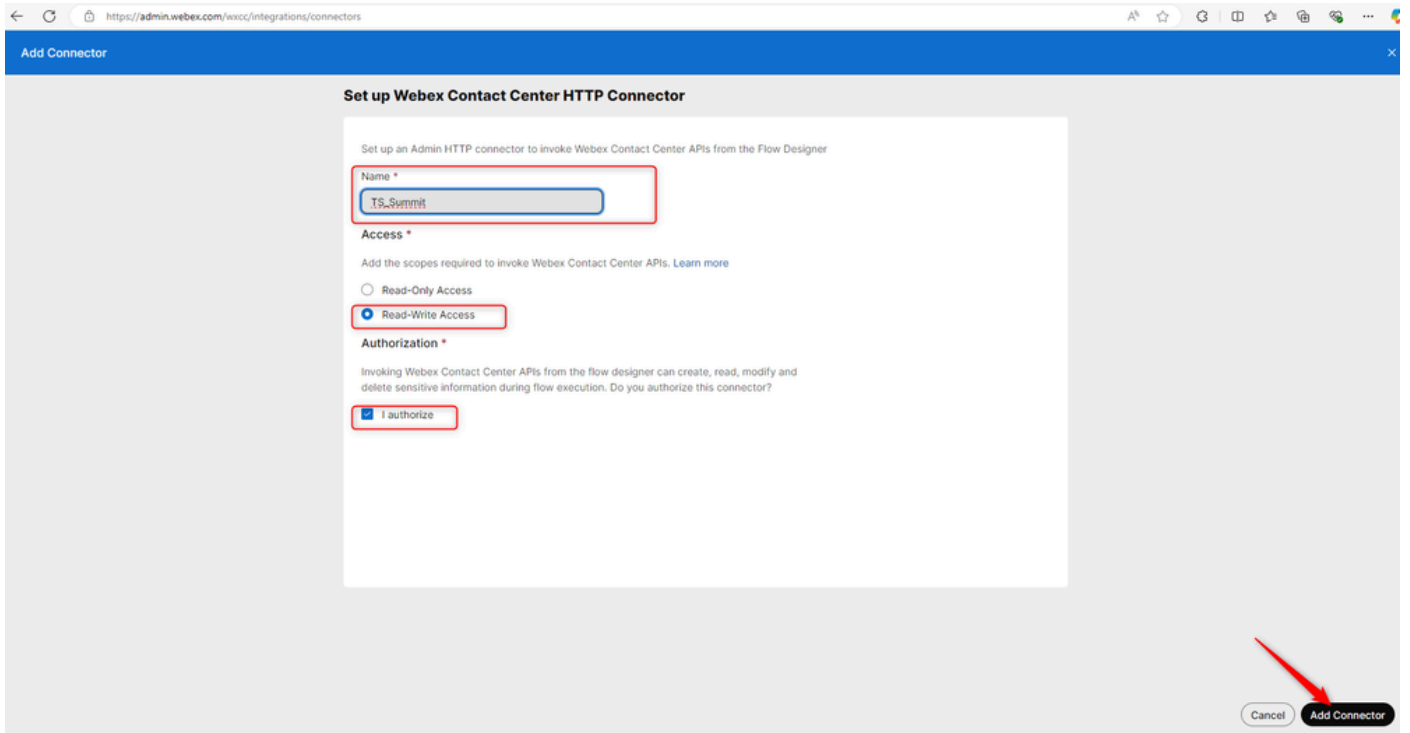 https://admin.webex.com/wxcc/integrations/connectors
Add Connector
Set up Webex Contact Center HTTP Connector
Set up an Admin HTTP connector to invoke Webex Contact Center APIs from the Flow Designer
Name *
TS_Summit
Access *
Add the scopes required to invoke Webex Contact Center APIs. Learn more
Read-Only Access
Read-Write Access
Authorization *
Invoking Webex Contact Center APIs from the flow designer can create, read, modify and
delete sensitive information during flow execution. Do you authorize this connector?
I authorize
Cancel
Add Connector